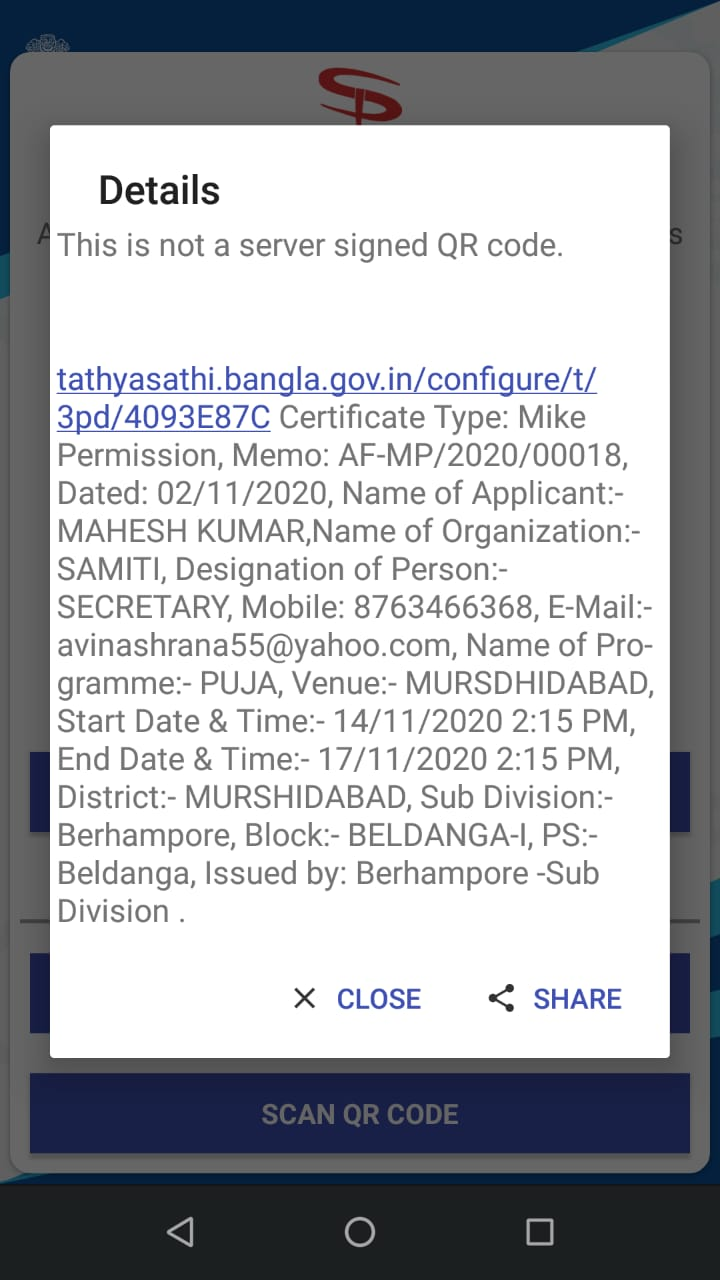 Details
A
s
This is not a server signed QR code.
tathyasathi.bangla.gov.in/configure/t/
3pd/4093E87C Certificate Type: Mike
Permission, Memo: AF-MP/2020/00018,
Dated: 02/11/2020, Name of Applicant:-
MAHESH KUMAR,Name of Organization:-
SAMITI, Designation of Person:-
SECRETARY, Mobile: 8763466368, E-Mail:-
avinashrana55@yahoo.com, Name of Pro-
gramme:- PUJA, Venue:- MURSDHIDABAD,
Start Date & Time:- 14/11/2020 2:15 PM,
End Date & Time:- 17/11/2020 2:15 PM,
District:- MURSHIDABAD, Sub Division:-
Berhampore, Block:- BELDANGA-I, PS:-
Beldanga, Issued by: Berhampore -Sub
Division .
CLOSE SHARE
SCAN QR CODE